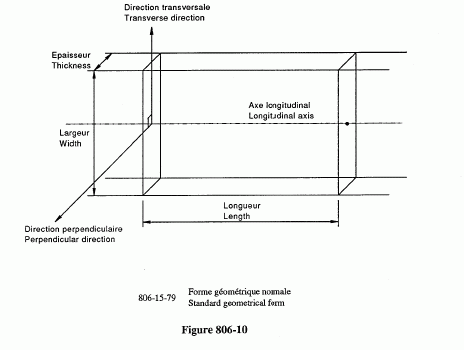 Direction transversale
Transverse direction
Epaisseur
Thickness
Axe longitudinal
Longitudinal axis
Largeur
Width
Longueur
Length
Direction perpendiculaire
Perpendicular direction
806-15-79
Forme géométrique normale
Standard geometrical form
Figure 806-10